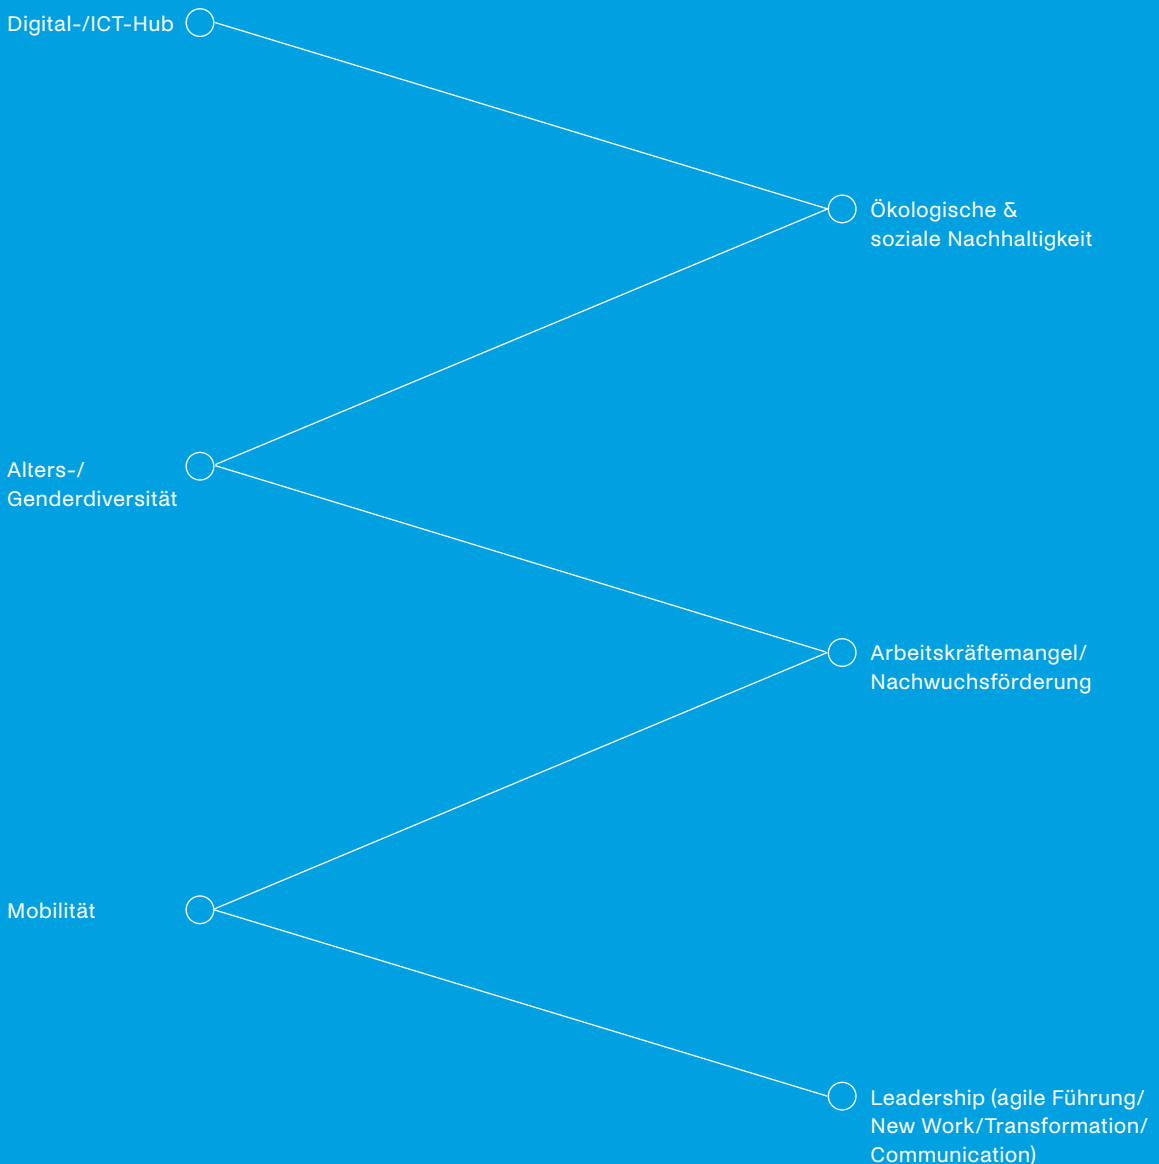 Digital-/ICT-Hub
Ökologische &
soziale Nachhaltigkeit
Alters-/
Genderdiversität
Arbeitskräftemangel/
Nachwuchsförderung
Mobilität
Leadership (agile Führung/
New Work/Transformation/
Communication)